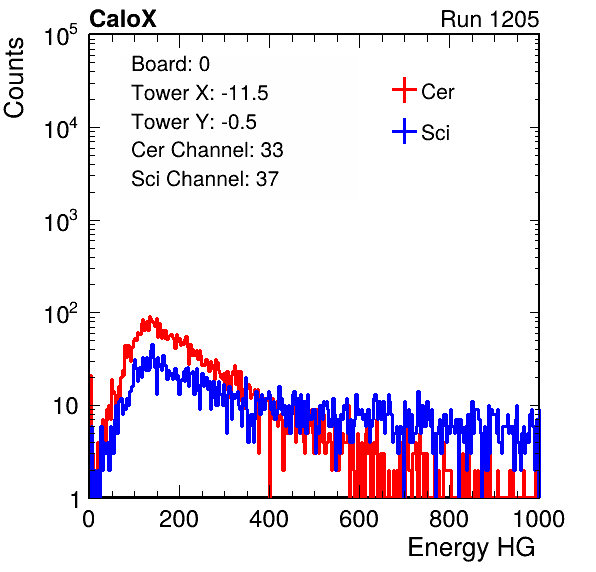 CaloX Run 1205
Counts
10^5
10^4
10^3
10^2
10
1
Board: 0
Tower X: -11.5
Tower Y: -0.5
Cer Channel: 33
Sci Channel: 37
Cer
Sci
0 200 400 600 800 1000
Energy HG